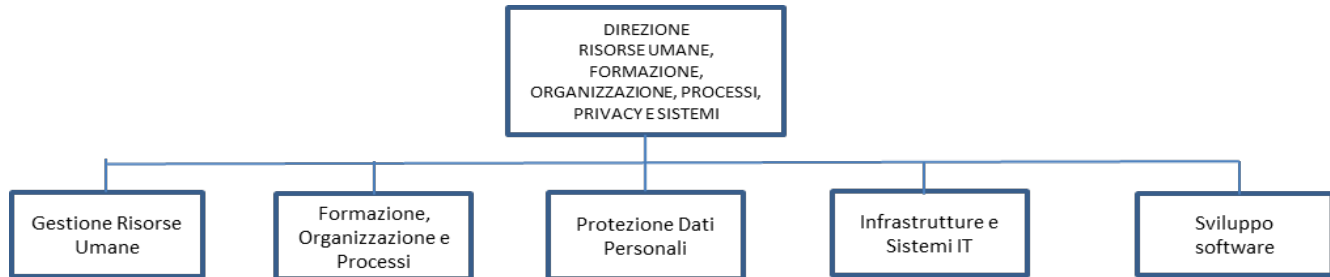 DIREZIONE
RISORSE UMANE,
FORMAZIONE,
ORGANIZZAZIONE, PROCESSI,
PRIVACY E SISTEMI
Gestione Risorse
Umane
Formazione,
Organizzazione e
Processi
Protezione Dati
Personali
Infrastrutture e
Sistemi IT
Sviluppo
software